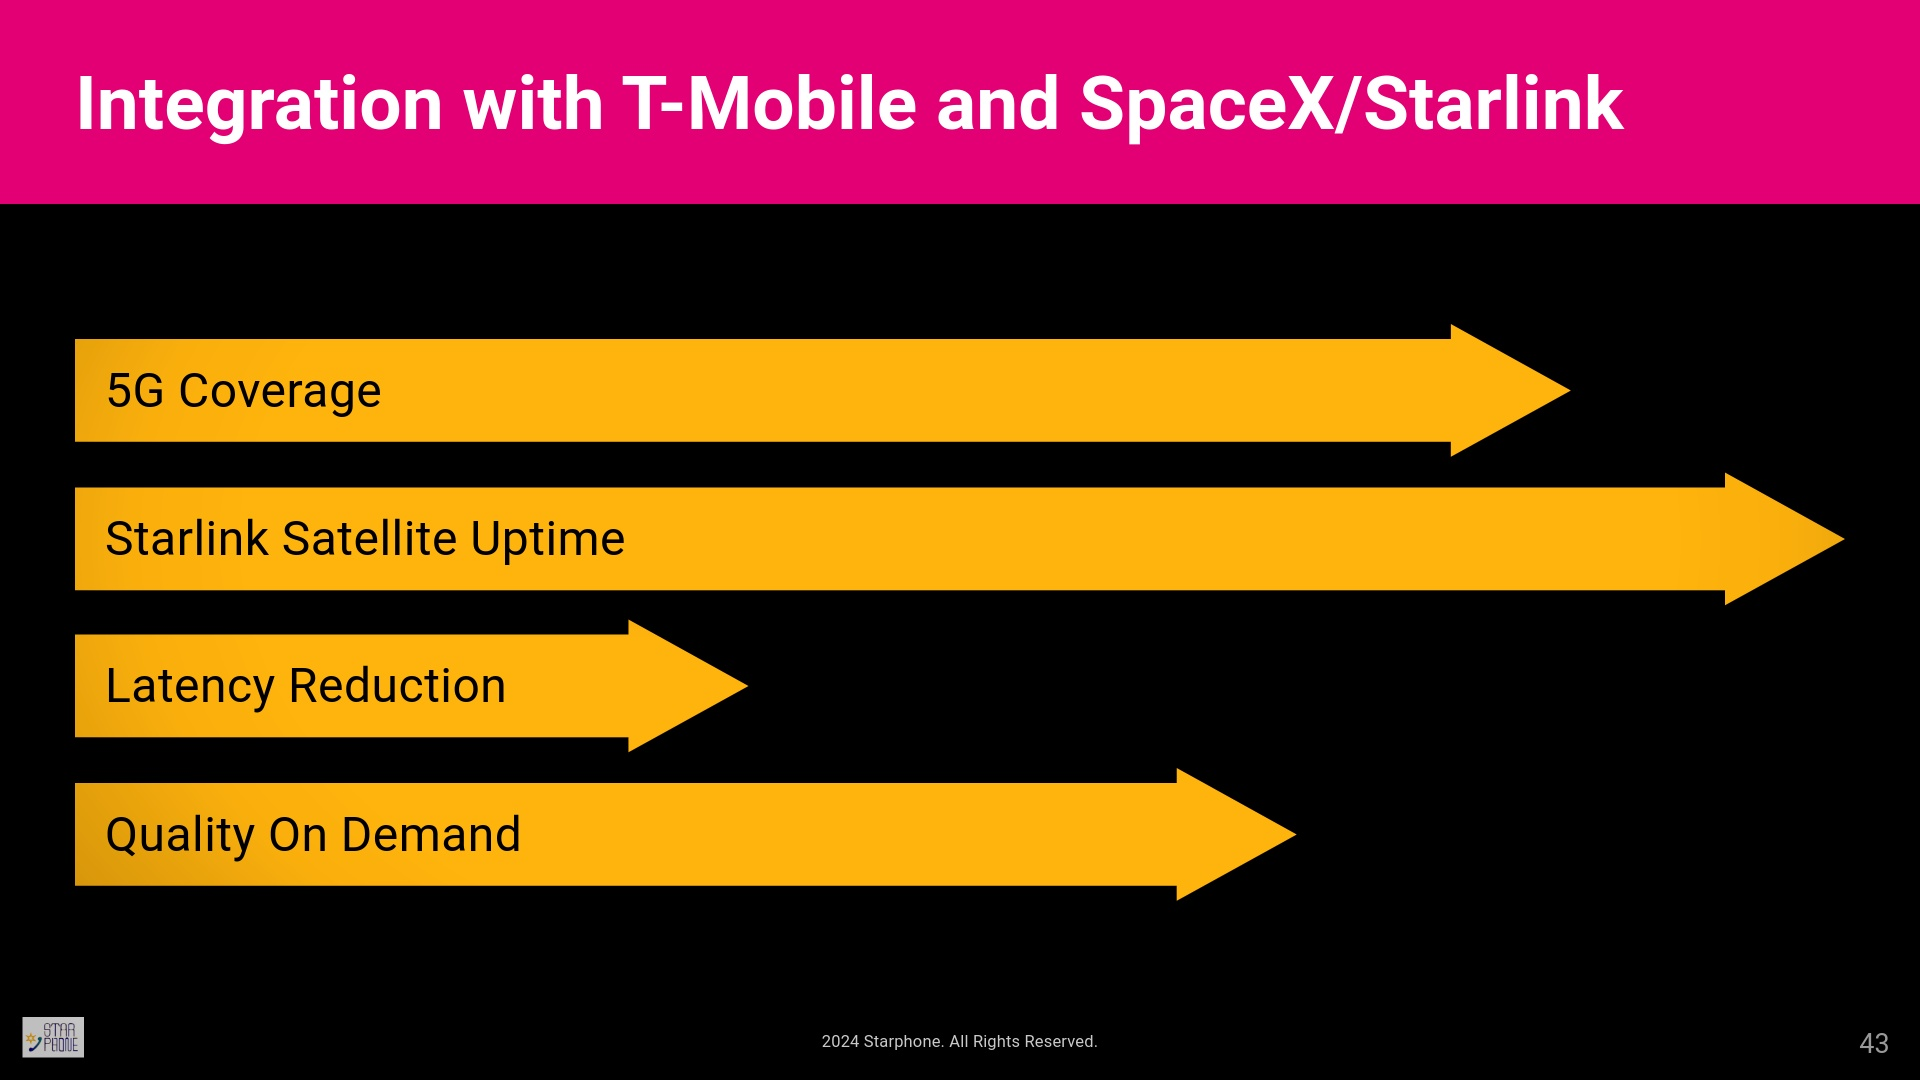 Integration with T-Mobile and SpaceX/Starlink
5G Coverage
Starlink Satellite Uptime
Latency Reduction
Quality On Demand
STAR
PHONE
2024 Starphone. All Rights Reserved.
43